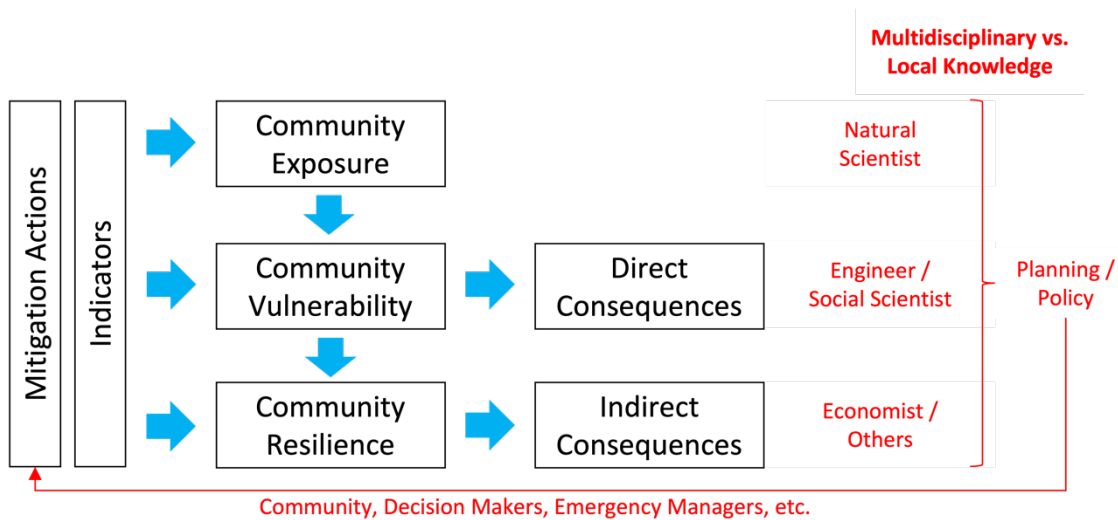 Multidisciplinary vs.
Local Knowledge
Mitigation Actions
Indicators
Community
Exposure
Natural
Scientist
Community
Vulnerability
Direct
Consequences
Engineer /
Social Scientist
Planning /
Policy
Community
Resilience
Indirect
Consequences
Economist /
Others
Community, Decision Makers, Emergency Managers, etc.